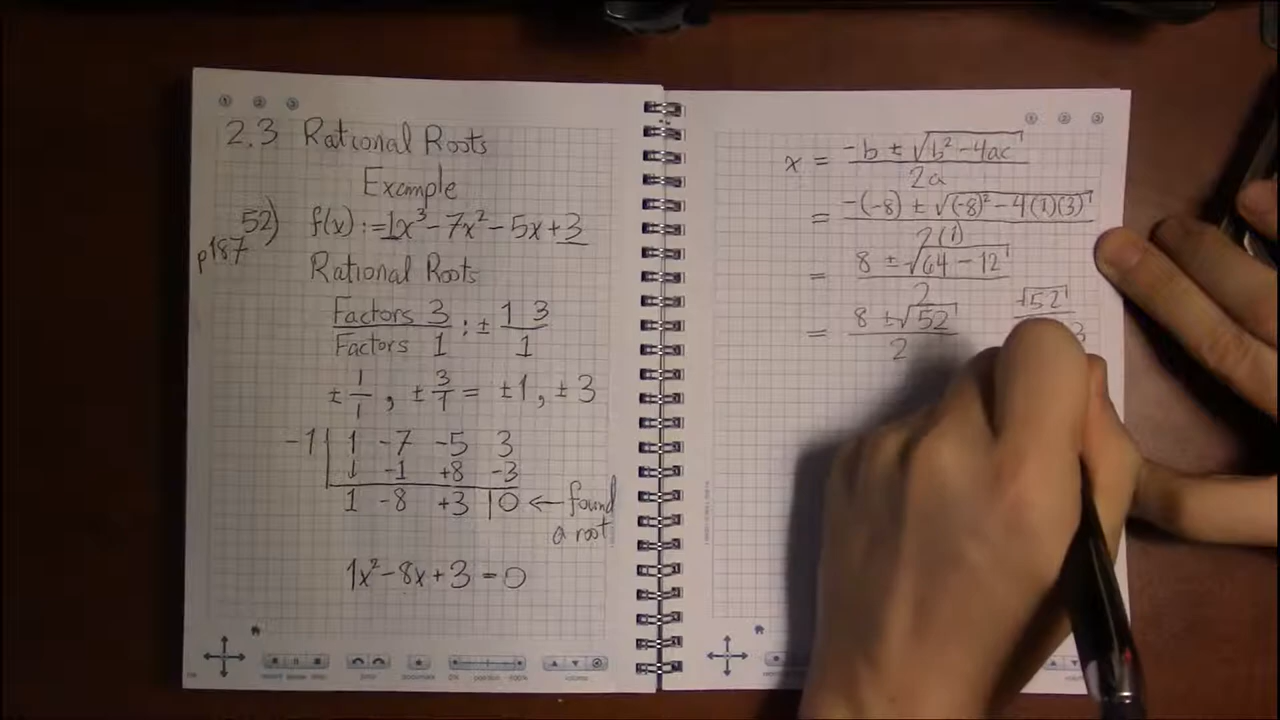 2.3 Rational Roots
Example
52) f(x) := 1x³ - 7x² - 5x + 3
p187
Rational Roots
Factors 3 / Factors 1 : ± 1 3 / 1
± 1/1 , ± 3/1 = ±1, ± 3
-1 | 1 -7 -5 3
↓ -1 +8 -3
1 -8 +3 | 0 ← found
a root
1x² - 8x + 3 = 0
x = -b ± √b² - 4ac / 2a
= -(-8) ± √(-8)² - 4(1)(3) / 2(1)
= 8 ± √64 - 12 / 2
= 8 ± √52 / 2
√52
3